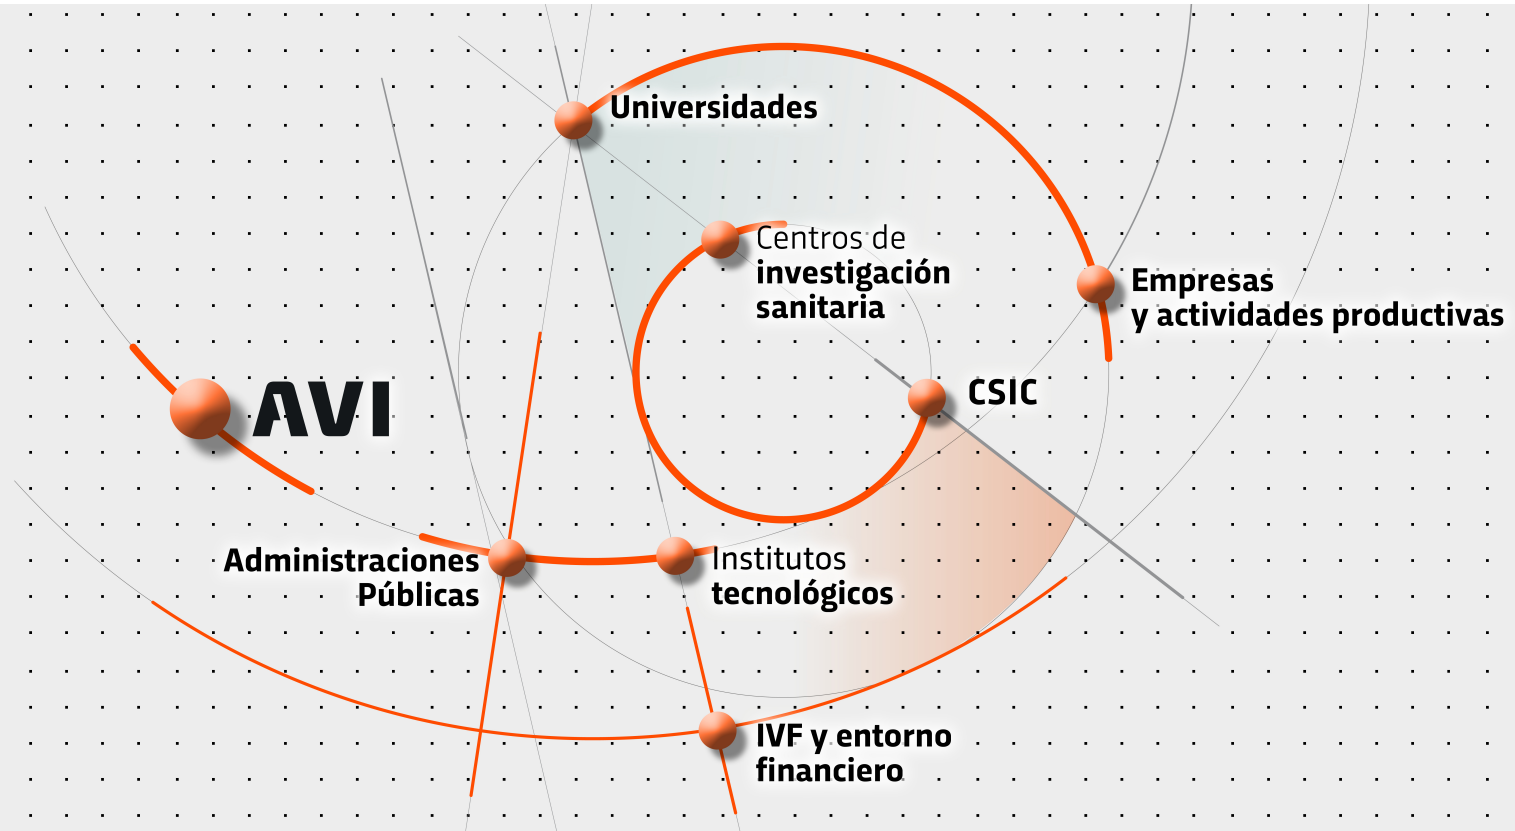 Universidades
Centros de
investigación
sanitaria
Empresas
y actividades productivas
CSIC
AVI
Administraciones
Públicas
Institutos
tecnológicos
IVF y entorno
financiero